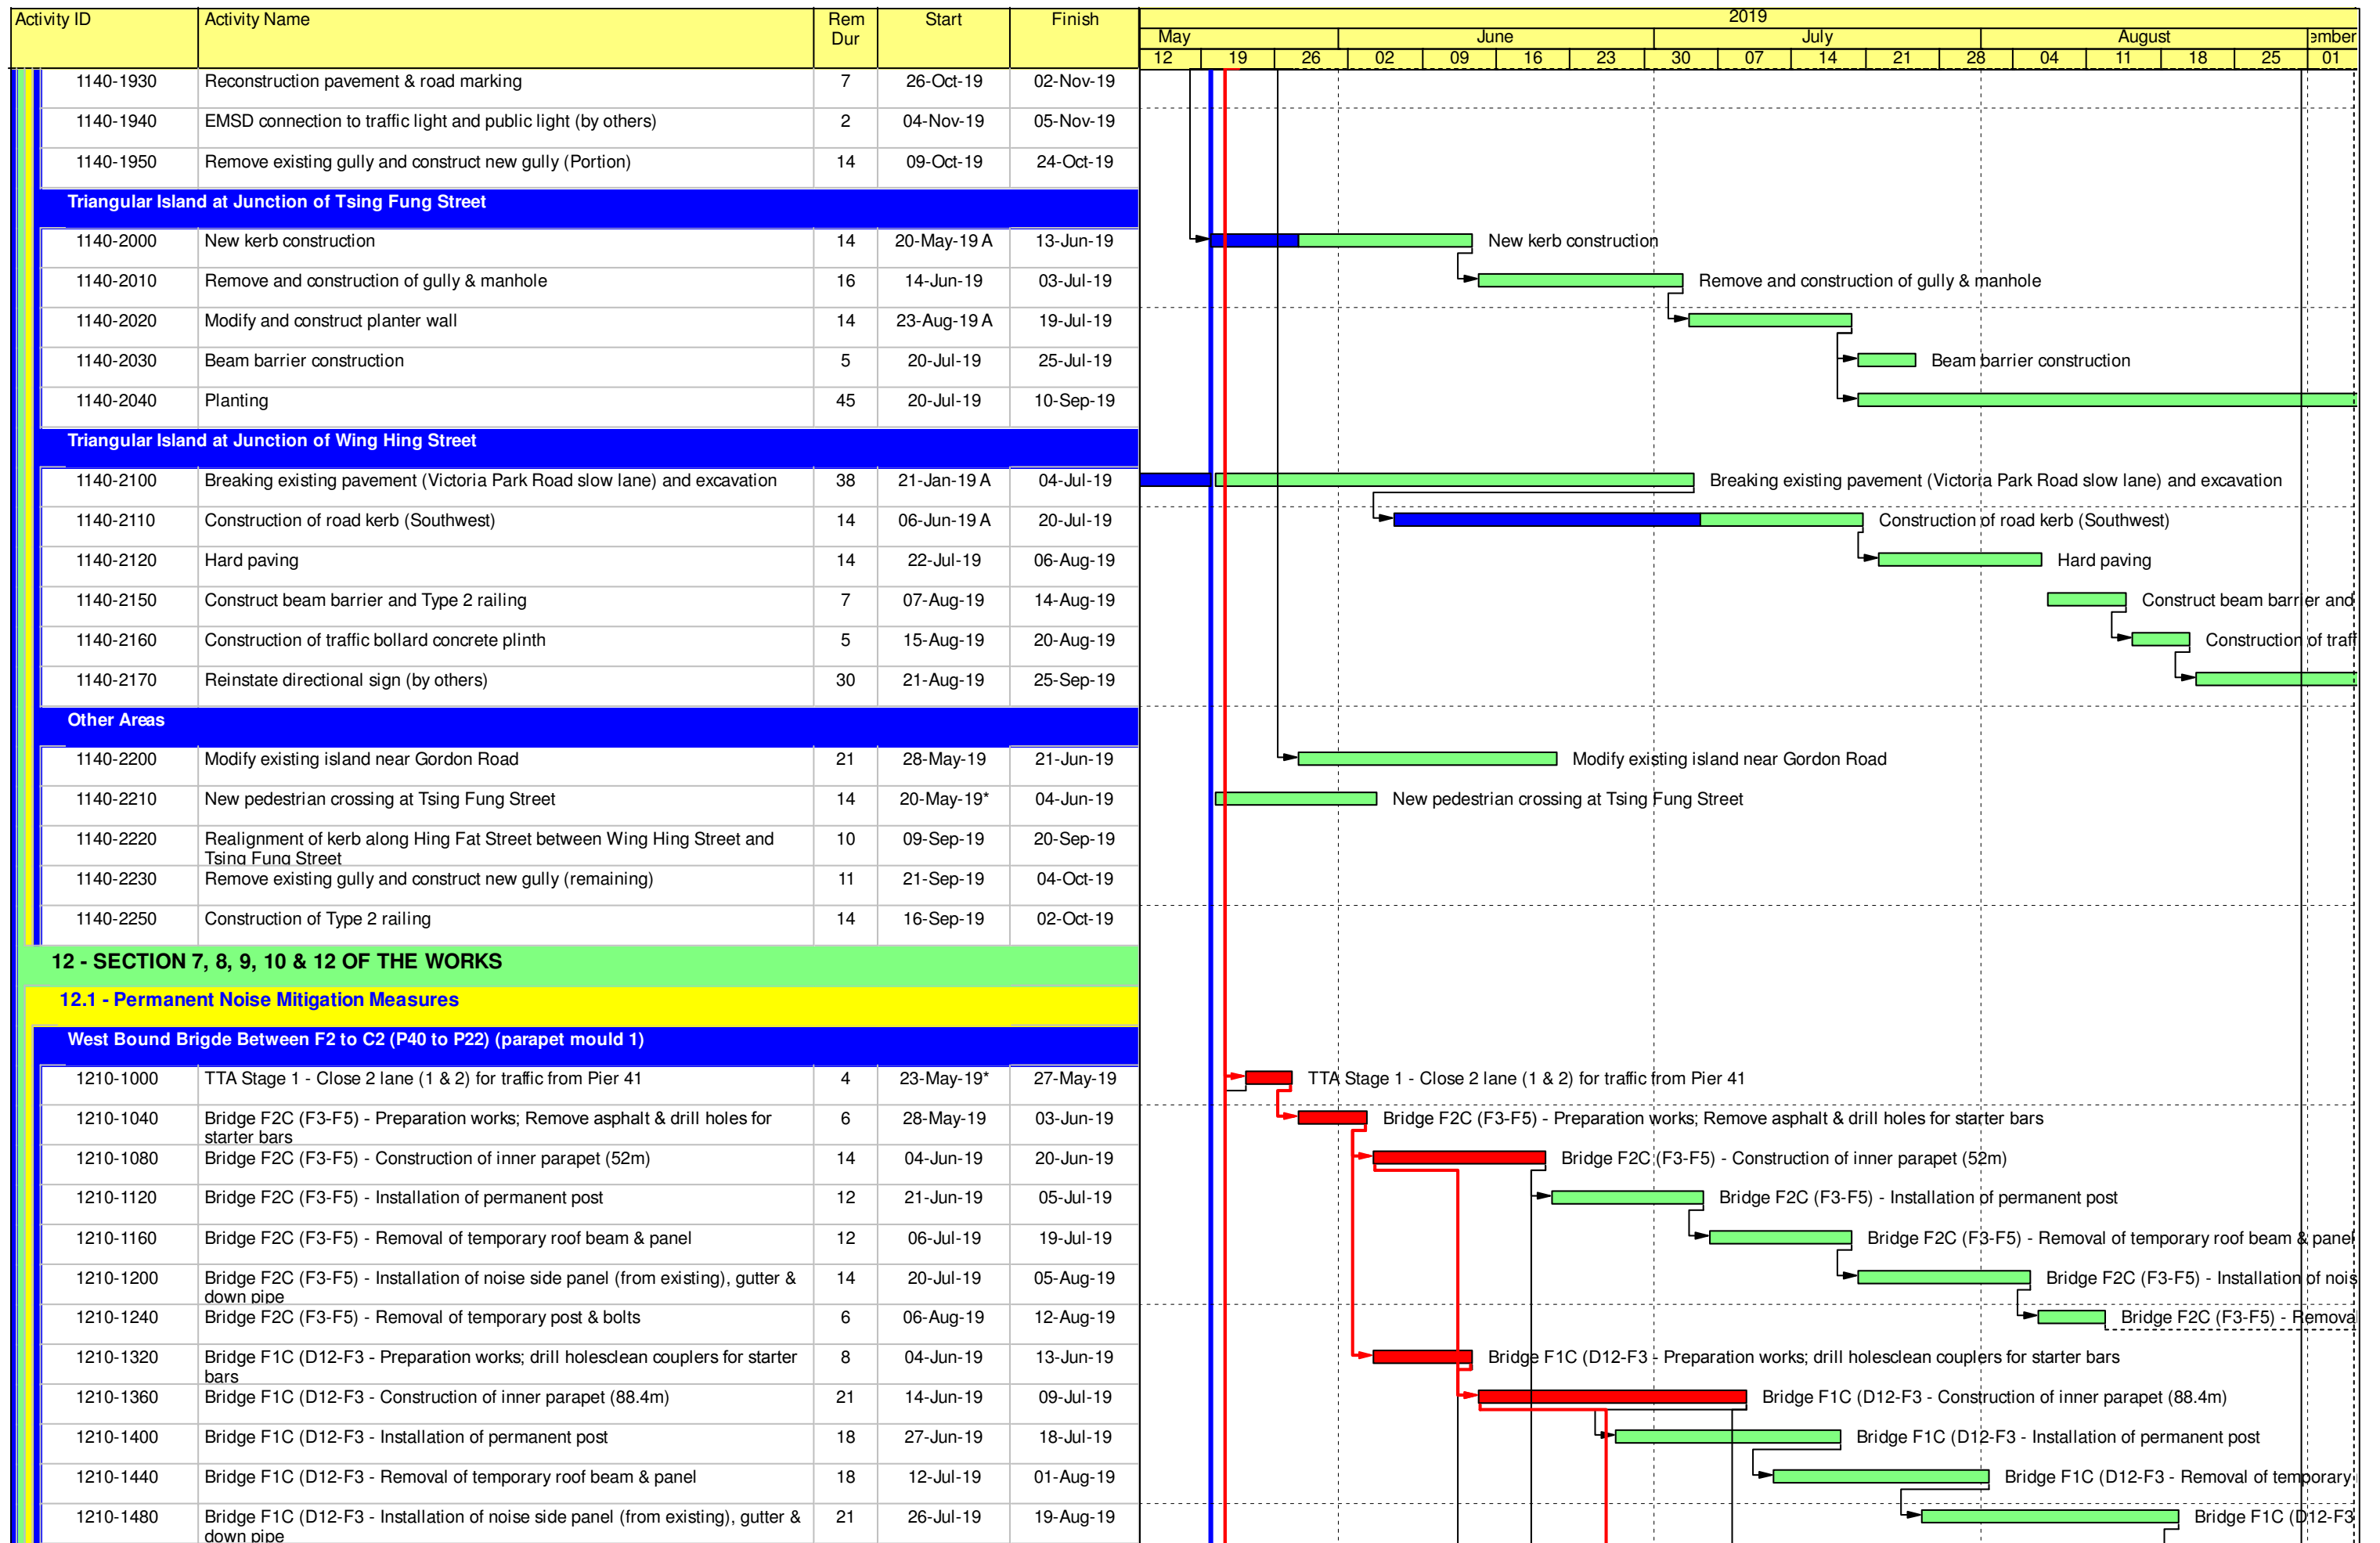 Activity ID Activity Name Rem Dur Start Finish 2019
May June July August ember
12 19 26 02 09 16 23 30 07 14 21 28 04 11 18 25 01
1140-1930 Reconstruction pavement & road marking 7 26-Oct-19 02-Nov-19
1140-1940 EMSD connection to traffic light and public light (by others) 2 04-Nov-19 05-Nov-19
1140-1950 Remove existing gully and construct new gully (Portion) 14 09-Oct-19 24-Oct-19
Triangular Island at Junction of Tsing Fung Street
1140-2000 New kerb construction 14 20-May-19 A 13-Jun-19 New kerb construction
1140-2010 Remove and construction of gully & manhole 16 14-Jun-19 03-Jul-19 Remove and construction of gully & manhole
1140-2020 Modify and construct planter wall 14 23-Aug-19 A 19-Jul-19
1140-2030 Beam barrier construction 5 20-Jul-19 25-Jul-19 Beam barrier construction
1140-2040 Planting 45 20-Jul-19 10-Sep-19
Triangular Island at Junction of Wing Hing Street
1140-2100 Breaking existing pavement (Victoria Park Road slow lane) and excavation 38 21-Jan-19 A 04-Jul-19 Breaking existing pavement (Victoria Park Road slow lane) and excavation
1140-2110 Construction of road kerb (Southwest) 14 06-Jun-19 A 20-Jul-19 Construction of road kerb (Southwest)
1140-2120 Hard paving 14 22-Jul-19 06-Aug-19 Hard paving
1140-2150 Construct beam barrier and Type 2 railing 7 07-Aug-19 14-Aug-19 Construct beam barrier and
1140-2160 Construction of traffic bollard concrete plinth 5 15-Aug-19 20-Aug-19 Construction of traff
1140-2170 Reinstate directional sign (by others) 30 21-Aug-19 25-Sep-19
Other Areas
1140-2200 Modify existing island near Gordon Road 21 28-May-19 21-Jun-19 Modify existing island near Gordon Road
1140-2210 New pedestrian crossing at Tsing Fung Street 14 20-May-19* 04-Jun-19 New pedestrian crossing at Tsing Fung Street
1140-2220 Realignment of kerb along Hing Fat Street between Wing Hing Street and 10 09-Sep-19 20-Sep-19
Tsing Fung Street
1140-2230 Remove existing gully and construct new gully (remaining) 11 21-Sep-19 04-Oct-19
1140-2250 Construction of Type 2 railing 14 16-Sep-19 02-Oct-19
12 - SECTION 7, 8, 9, 10 & 12 OF THE WORKS
12.1 - Permanent Noise Mitigation Measures
West Bound Brigde Between F2 to C2 (P40 to P22) (parapet mould 1)
1210-1000 TTA Stage 1 - Close 2 lane (1 & 2) for traffic from Pier 41 4 23-May-19* 27-May-19 TTA Stage 1 - Close 2 lane (1 & 2) for traffic from Pier 41
1210-1040 Bridge F2C (F3-F5) - Preparation works; Remove asphalt & drill holes for 6 28-May-19 03-Jun-19 Bridge F2C (F3-F5) - Preparation works; Remove asphalt & drill holes for starter bars
starter bars
1210-1080 Bridge F2C (F3-F5) - Construction of inner parapet (52m) 14 04-Jun-19 20-Jun-19 Bridge F2C (F3-F5) - Construction of inner parapet (52m)
1210-1120 Bridge F2C (F3-F5) - Installation of permanent post 12 21-Jun-19 05-Jul-19 Bridge F2C (F3-F5) - Installation of permanent post
1210-1160 Bridge F2C (F3-F5) - Removal of temporary roof beam & panel 12 06-Jul-19 19-Jul-19 Bridge F2C (F3-F5) - Removal of temporary roof beam & panel
1210-1200 Bridge F2C (F3-F5) - Installation of noise side panel (from existing), gutter & 14 20-Jul-19 05-Aug-19 Bridge F2C (F3-F5) - Installation of nois
down pipe
1210-1240 Bridge F2C (F3-F5) - Removal of temporary post & bolts 6 06-Aug-19 12-Aug-19 Bridge F2C (F3-F5) - Remova
1210-1320 Bridge F1C (D12-F3 - Preparation works; drill holesclean couplers for starter 8 04-Jun-19 13-Jun-19 Bridge F1C (D12-F3 - Preparation works; drill holesclean couplers for starter bars
bars
1210-1360 Bridge F1C (D12-F3 - Construction of inner parapet (88.4m) 21 14-Jun-19 09-Jul-19 Bridge F1C (D12-F3 - Construction of inner parapet (88.4m)
1210-1400 Bridge F1C (D12-F3 - Installation of permanent post 18 27-Jun-19 18-Jul-19 Bridge F1C (D12-F3 - Installation of permanent post
1210-1440 Bridge F1C (D12-F3 - Removal of temporary roof beam & panel 18 12-Jul-19 01-Aug-19 Bridge F1C (D12-F3 - Removal of temporary
1210-1480 Bridge F1C (D12-F3 - Installation of noise side panel (from existing), gutter & 21 26-Jul-19 19-Aug-19 Bridge F1C (D12-F3
down pipe